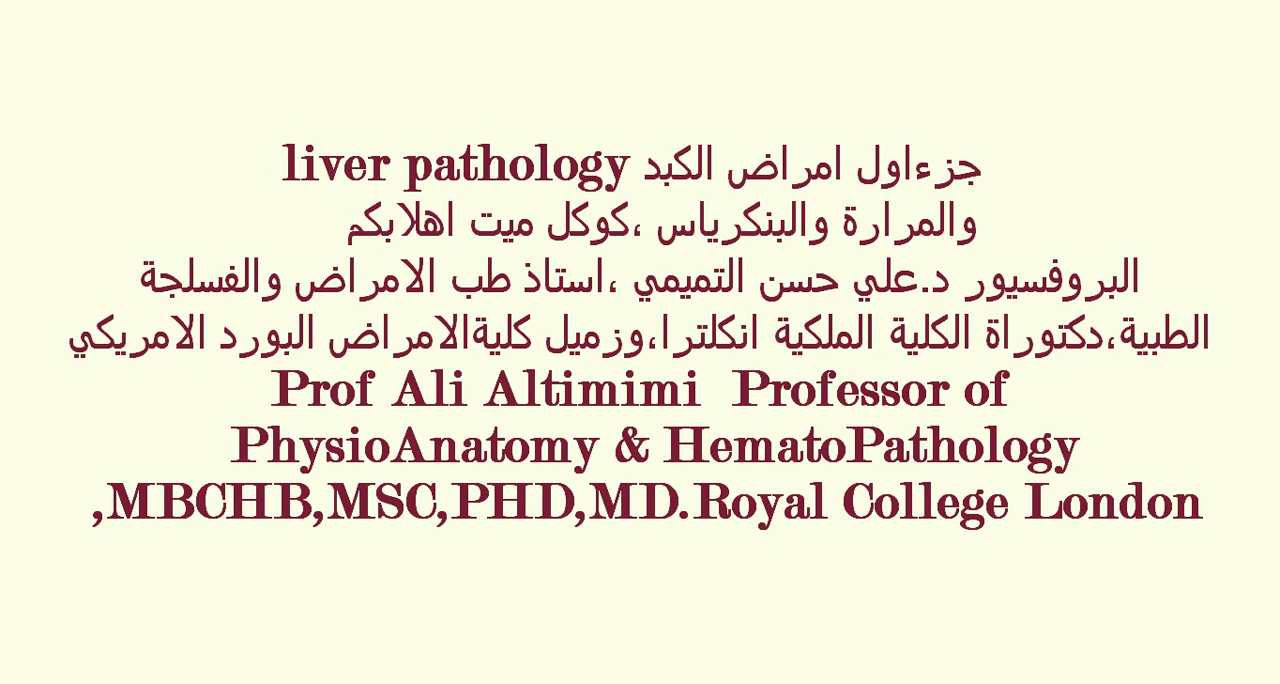 جزءاول امراض الكبد liver pathology
والمرارة والبنكرياس ،كوكل ميت اهلابكم
البروفسيور د.علي حسن التميمي ،استاذ طب الامراض والفسلجة
الطبية،دكتوراة الكلية الملكية انكلترا،وزميل كليةالامراض البورد الامريكي
Prof Ali Altimimi  Professor of
PhysioAnatomy & HematoPathology
,MBCHB,MSC,PHD,MD.Royal College London